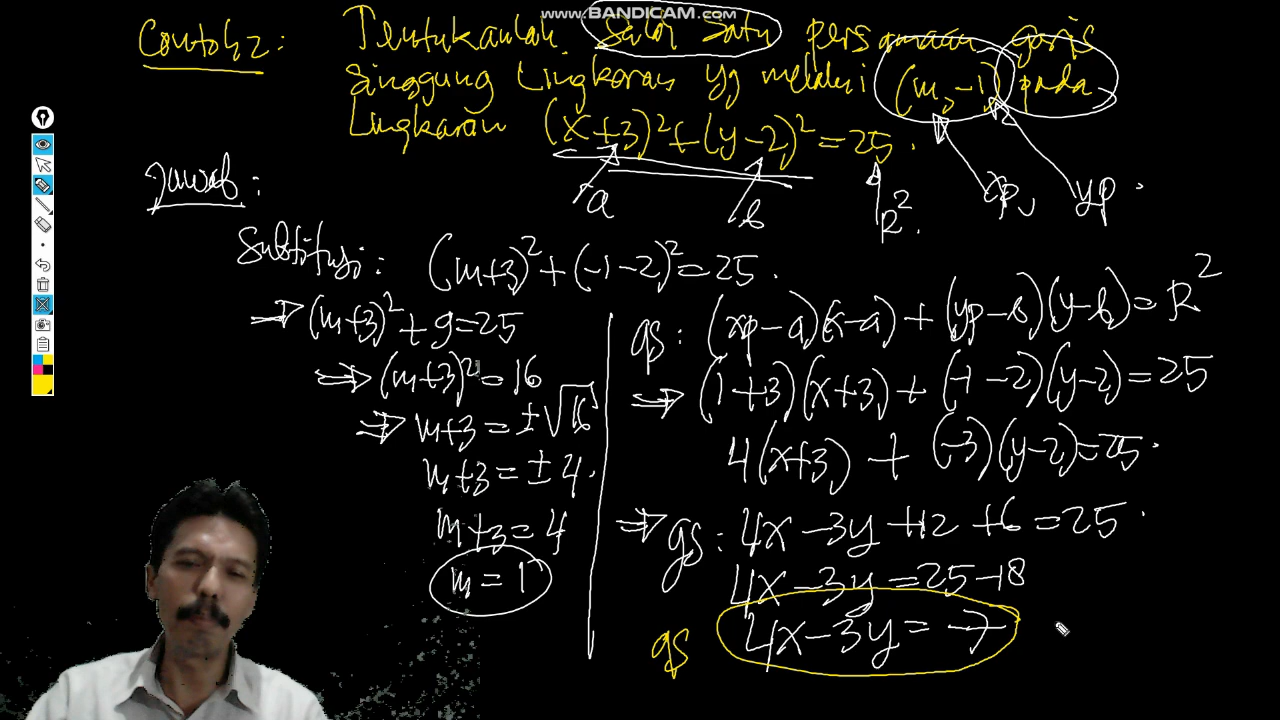 WWW.BANDICAM.COM
Contoh 2: Tentukanlah salah satu persamaan garis
singgung lingkaran yg melalui (m, -1) pada
Lingkaran (x+3)²+(y-2)²=25.
a b R² xp, yp.
Jawab:
Subtitusi: (m+3)²+(-1-2)²=25.
⇒(m+3)²+9=25
⇒(m+3)²=16
⇒m+3=±√16
m+3=±4.
m+3=4
m=1
gs: (xp-a)(x-a)+(yp-b)(y-b)=R²
⇒(1+3)(x+3)+(-1-2)(y-2)=25
4(x+3)+(-3)(y-2)=25.
⇒gs: 4x-3y+12+6=25.
4x-3y=25-18
gs 4x-3y=7